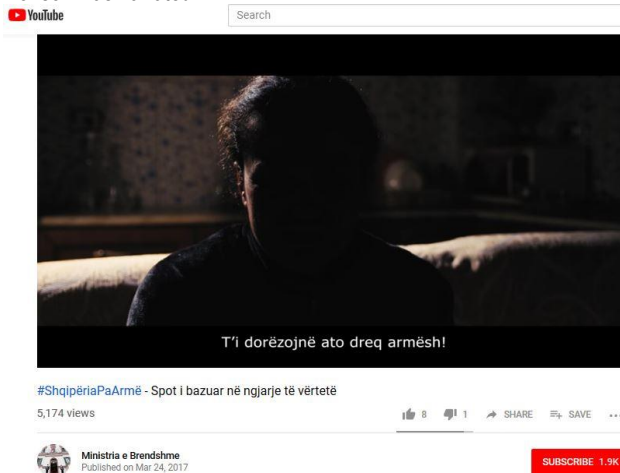 YouTube
Search
T'i dorëzojnë ato dreq armësh!
#ShqipëriaPaArmë - Spot i bazuar në ngjarje të vërtetë
5,174 views
8
1
SHARE
SAVE
Ministria e Brendshme
Published on Mar 24, 2017
SUBSCRIBE 1.9K